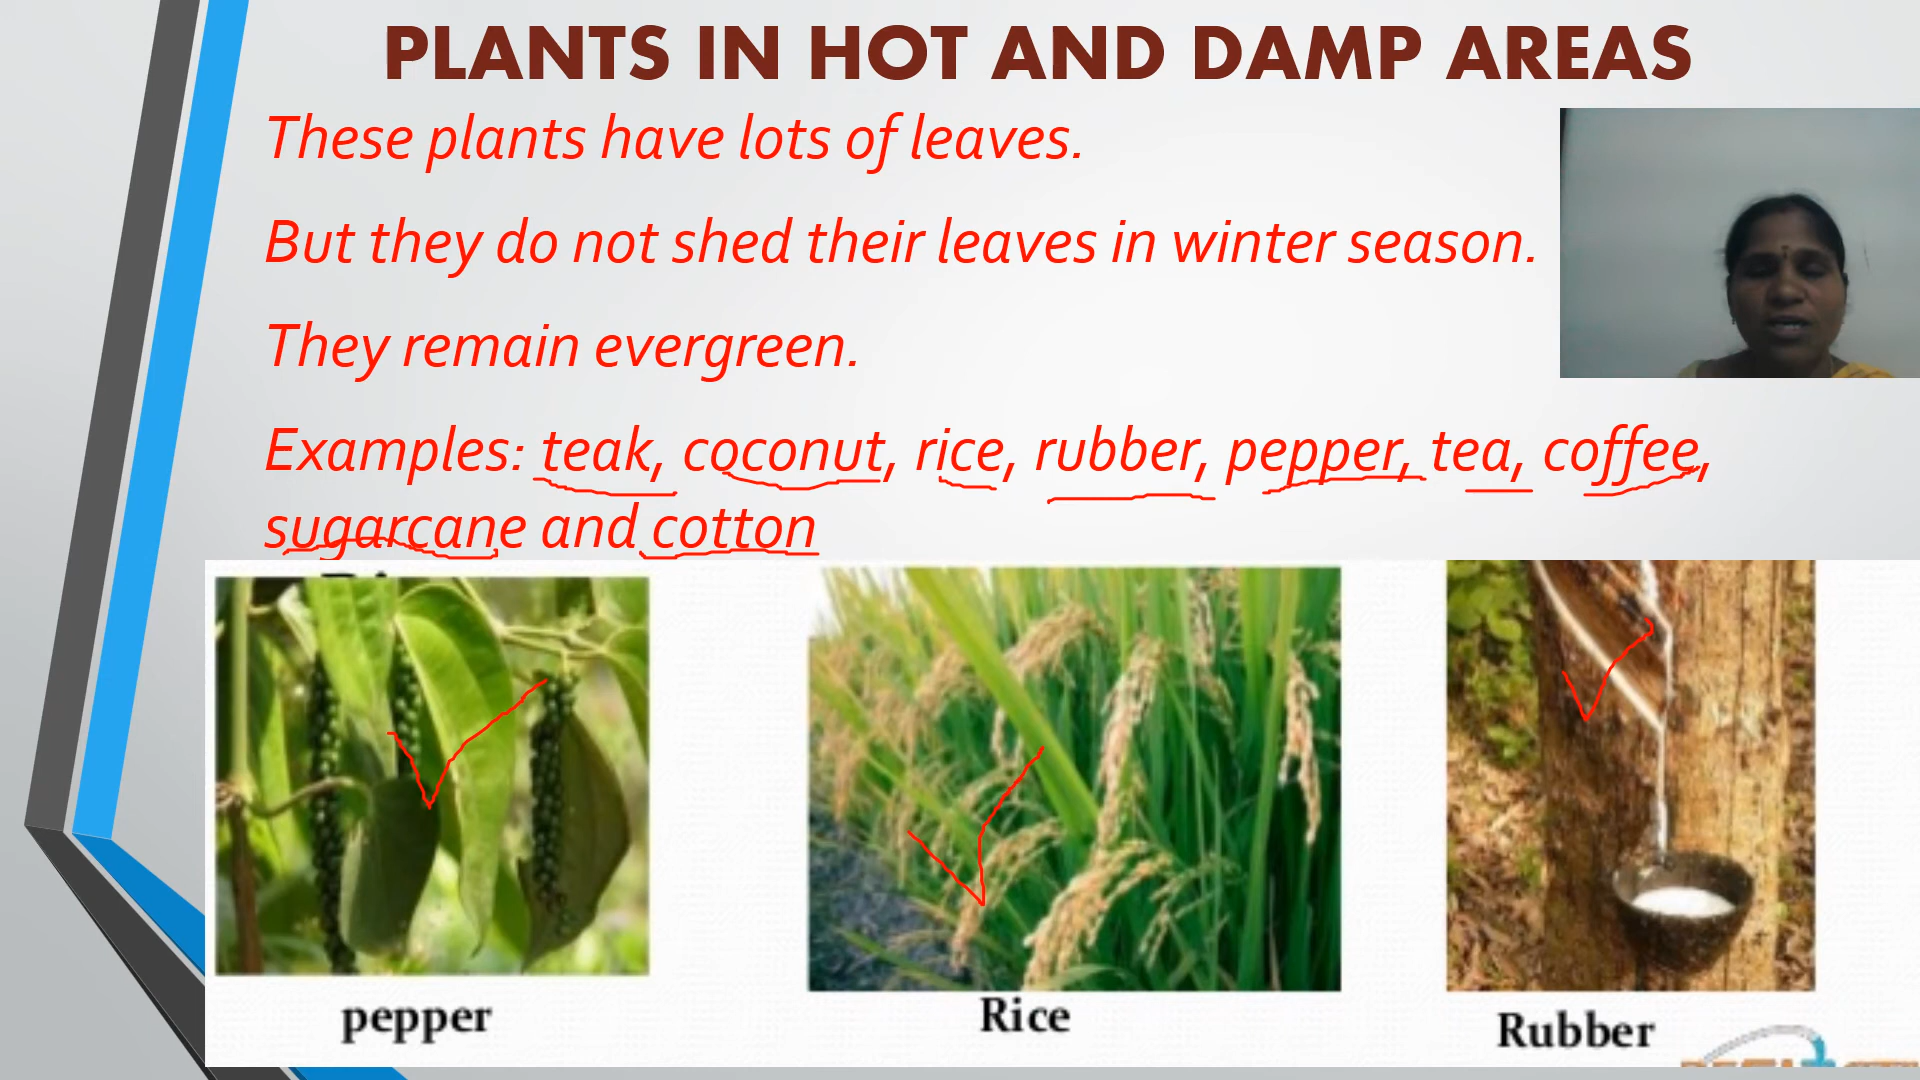 PLANTS IN HOT AND DAMP AREAS
These plants have lots of leaves.
But they do not shed their leaves in winter season.
They remain evergreen.
Examples: teak, coconut, rice, rubber, pepper, tea, coffee,
sugarcane and cotton
pepper
Rice
Rubber